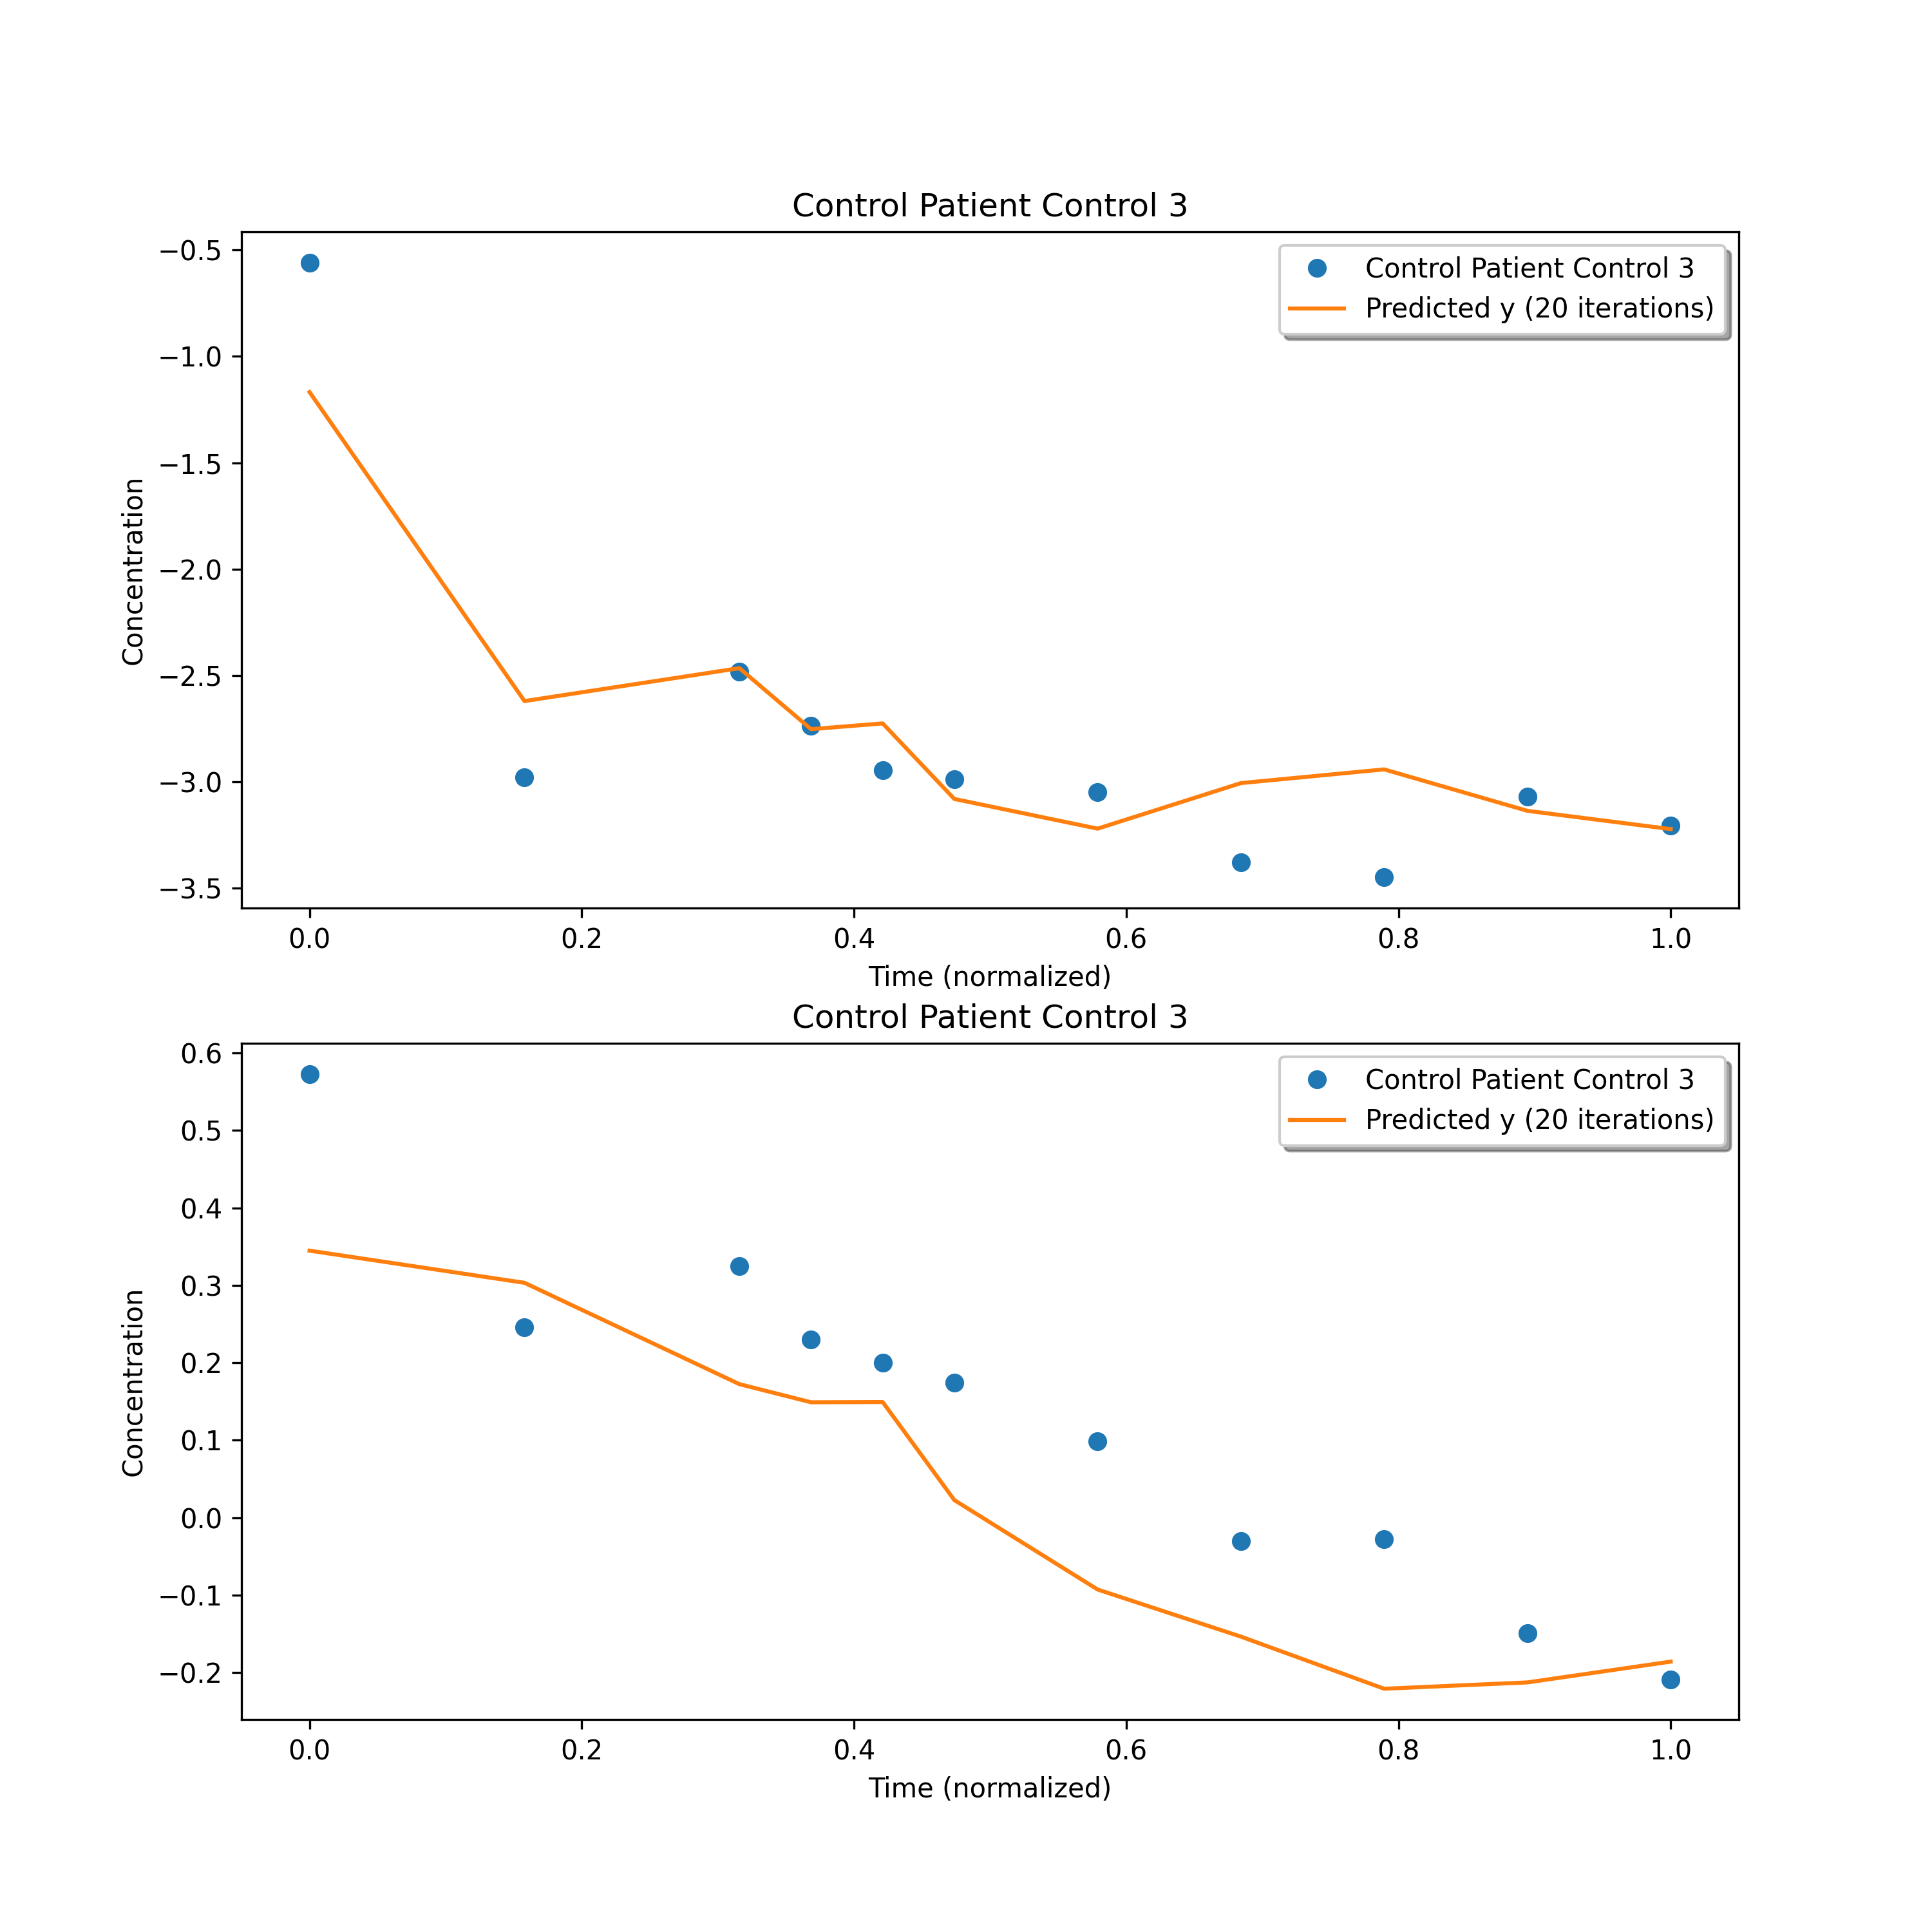 Control Patient Control 3
−0.5
−1.0
−1.5
−2.0
−2.5
−3.0
−3.5
Concentration
Control Patient Control 3
Predicted y (20 iterations)
0.0 0.2 0.4 0.6 0.8 1.0
Time (normalized)
Control Patient Control 3
0.6
0.5
0.4
0.3
0.2
0.1
0.0
−0.1
−0.2
Concentration
Control Patient Control 3
Predicted y (20 iterations)
0.0 0.2 0.4 0.6 0.8 1.0
Time (normalized)